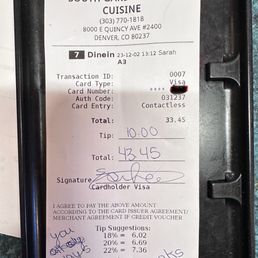 CUISINE
(303) 770-1818
8000 E QUINCY AVE #2400
DENVER, CO 80237
7 Dinein 23-12-02 13:12 Sarah
A3
Transaction ID: 0007
Card Type: Visa
Card Number: ****
Auth Code: 031237
Card Entry: Contactless
Total: 33.45
Tip: 10.00
Total: 43.45
Signature
Cardholder Visa
I AGREE TO PAY THE ABOVE AMOUNT
ACCORDING TO THE CARD ISSUER AGREEMENT/
MERCHANT AGREEMENT IF CREDIT VOUCHER
Tip Suggestions:
18% = 6.02
20% = 6.69
22% = 7.36
you